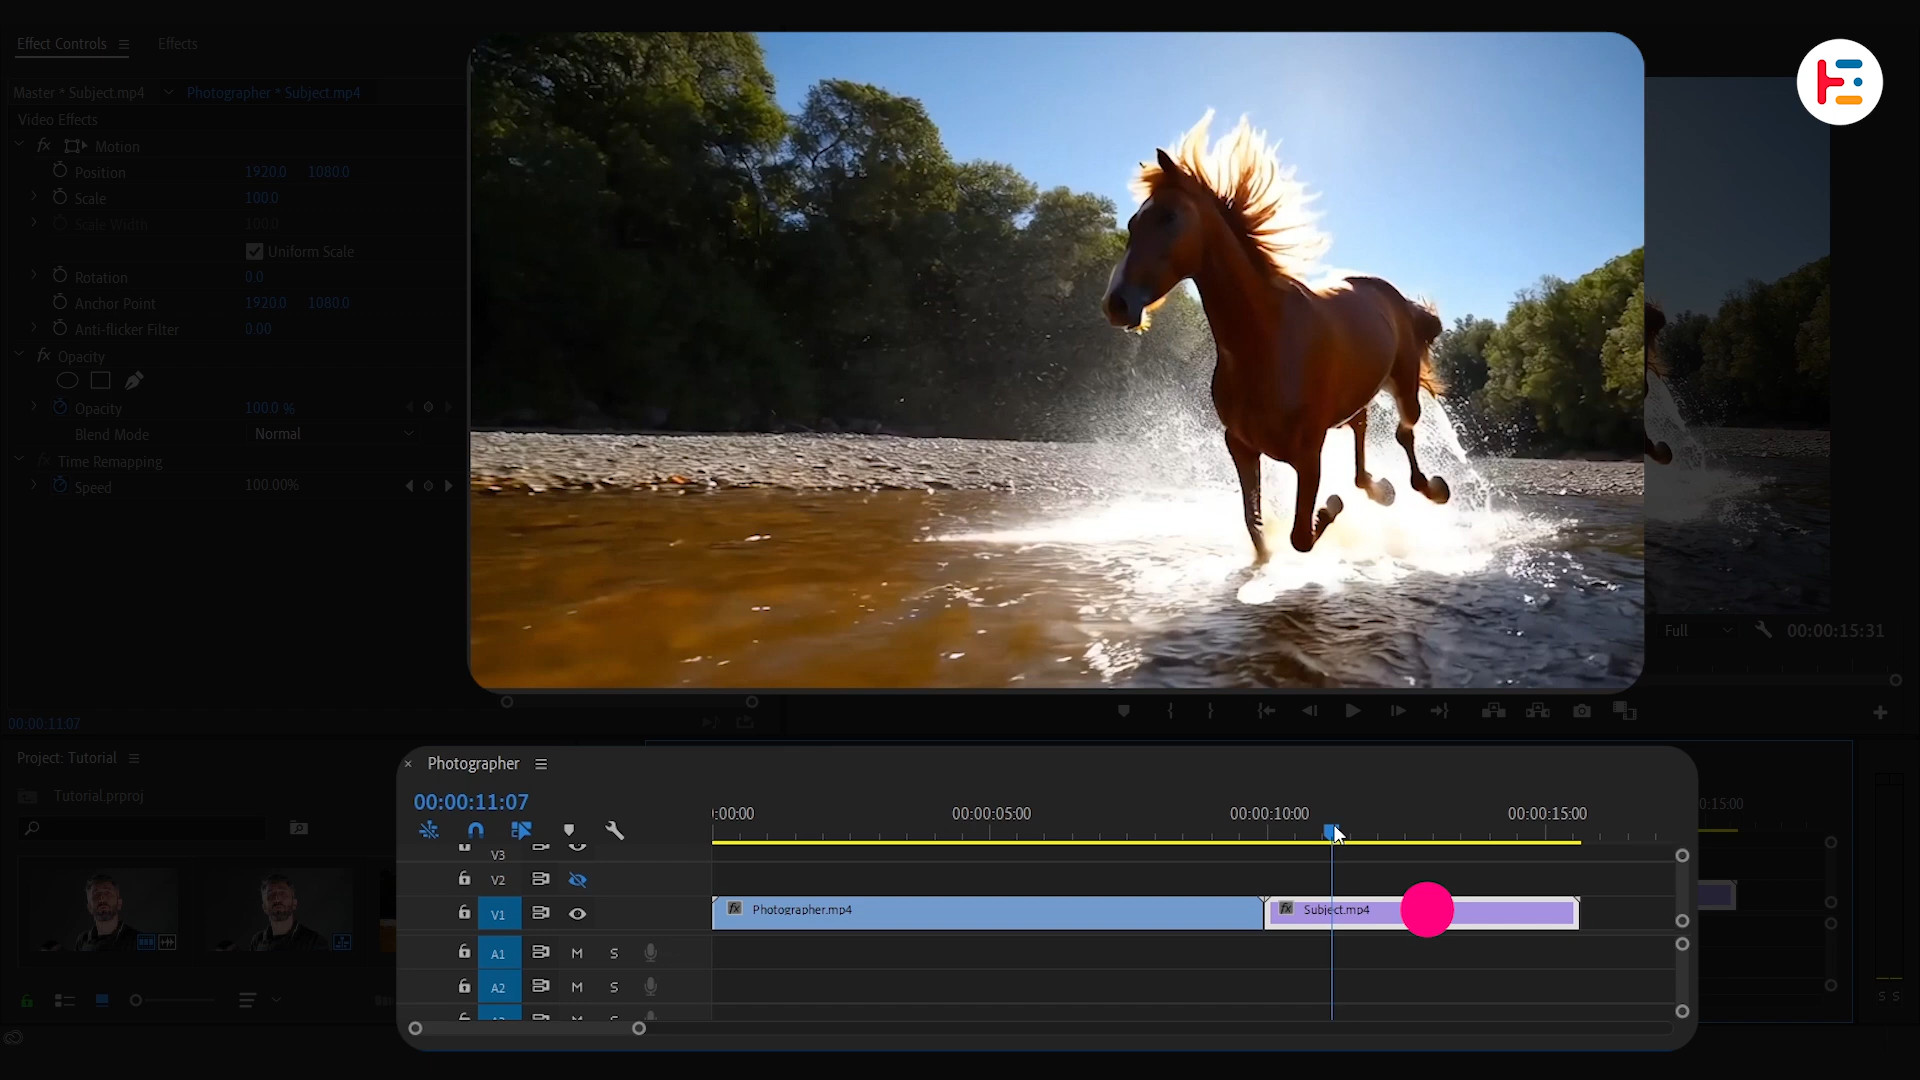 Effect Controls
Effects
Master * Subject.mp4
Photographer * Subject.mp4
Video Effects
fx Motion
Position 1920.0 1080.0
Scale 100.0
Scale Width 100.0
Uniform Scale
Rotation 0.0
Anchor Point 1920.0 1080.0
Anti-flicker Filter 0.00
fx Opacity
Opacity 100.0 %
Blend Mode Normal
fx Time Remapping
Speed 100.00%
Full 00:00:15:31
00:00:11:07
Project: Tutorial
Tutorial.prproj
× Photographer
00:00:11:07
:00:00 00:00:05:00 00:00:10:00 00:00:15:00
:15:00
V3
V2
V1
fx Photographer.mp4
fx Subject.mp4
A1 M S
A2 M S
S S